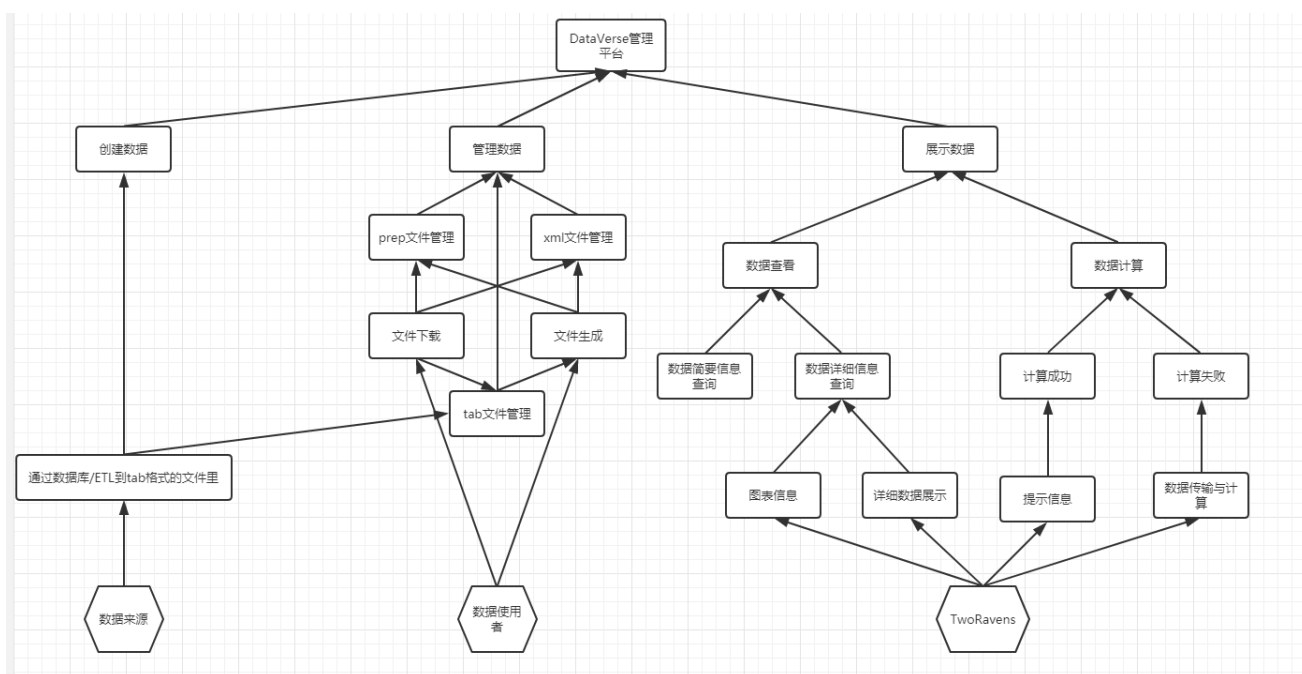 DataVerse管理
平台
创建数据
管理数据
展示数据
prep文件管理
xml文件管理
数据查看
数据计算
文件下载
文件生成
数据简要信息
查询
数据详细信息
查询
计算成功
计算失败
tab文件管理
通过数据库/ETL到tab格式的文件里
图表信息
详细数据展示
提示信息
数据传输与计
算
数据来源
数据使用
者
TwoRavens